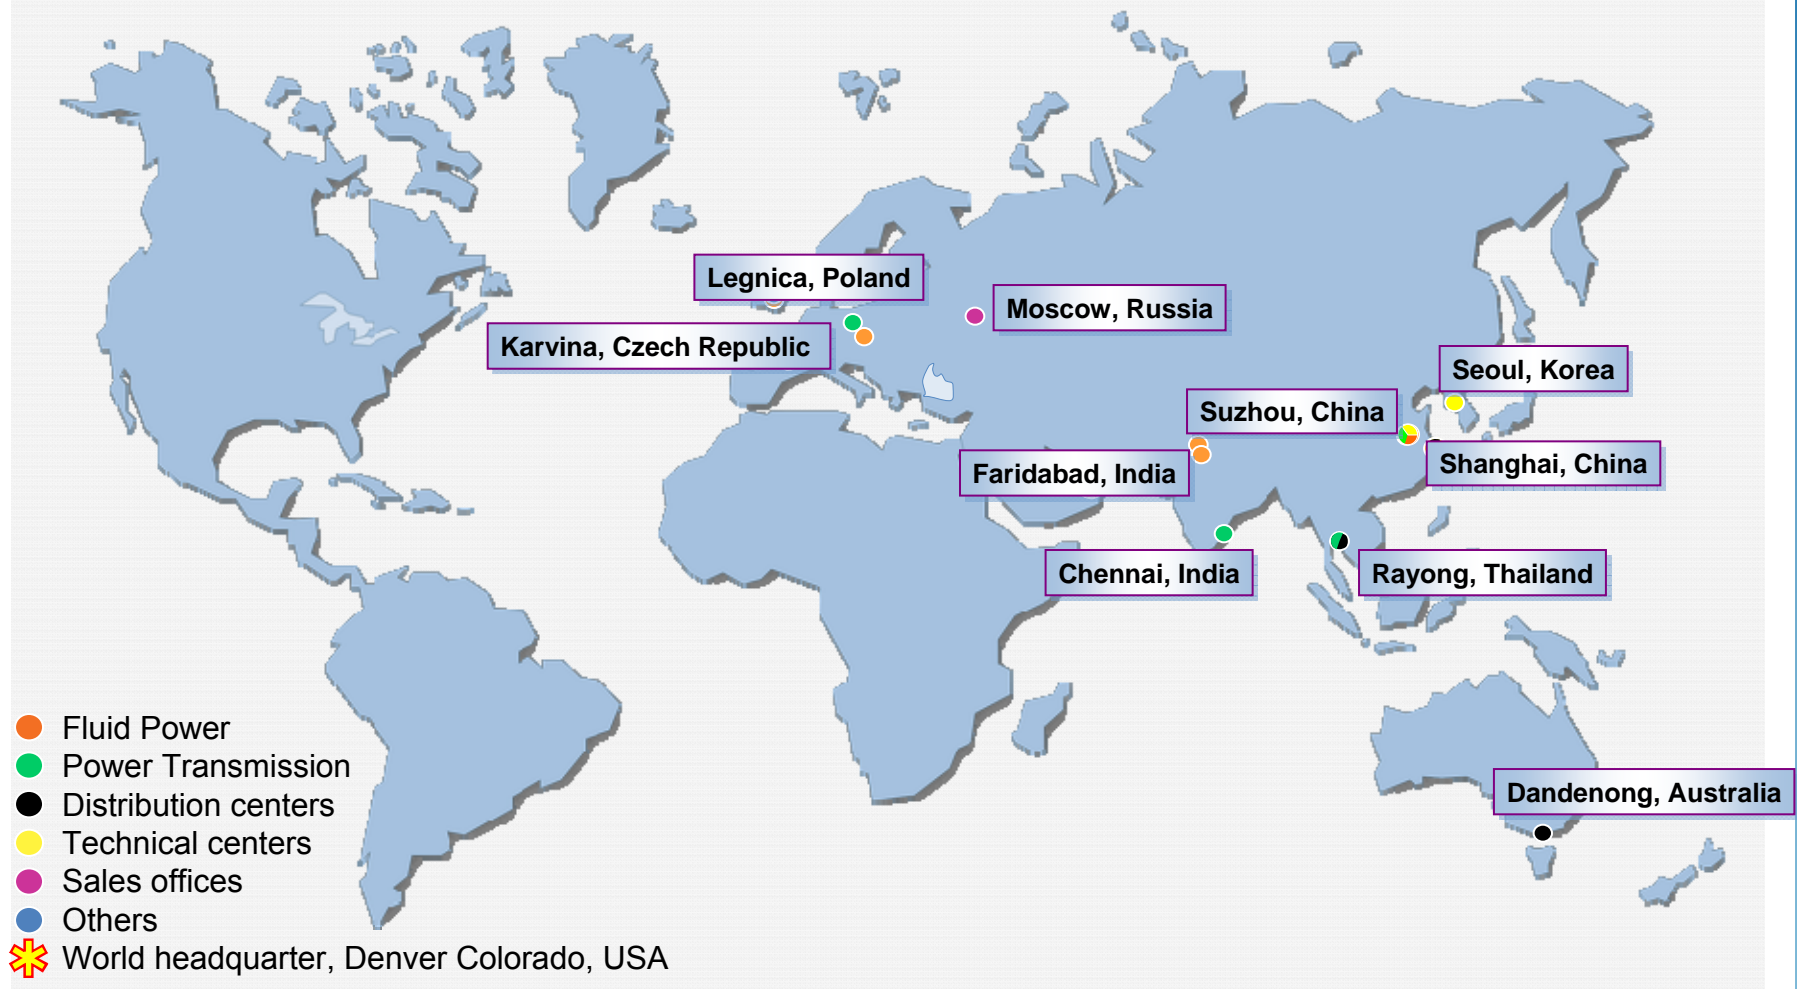 Legnica, Poland
Moscow, Russia
Karvina, Czech Republic
Seoul, Korea
Suzhou, China
Shanghai, China
Faridabad, India
Chennai, India
Rayong, Thailand
Dandenong, Australia
Fluid Power
Power Transmission
Distribution centers
Technical centers
Sales offices
Others
World headquarter, Denver Colorado, USA